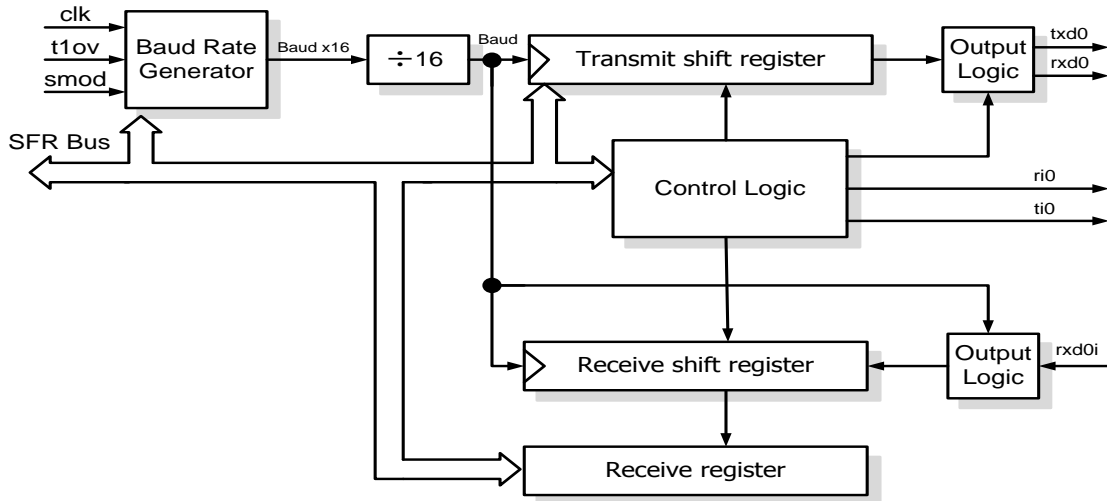 clk
t1ov
smod
Baud Rate
Generator
Baud x16
÷16
Baud
Transmit shift register
Output
Logic
txd0
rxd0
SFR Bus
Control Logic
ri0
ti0
Receive shift register
Output
Logic
rxd0i
Receive register